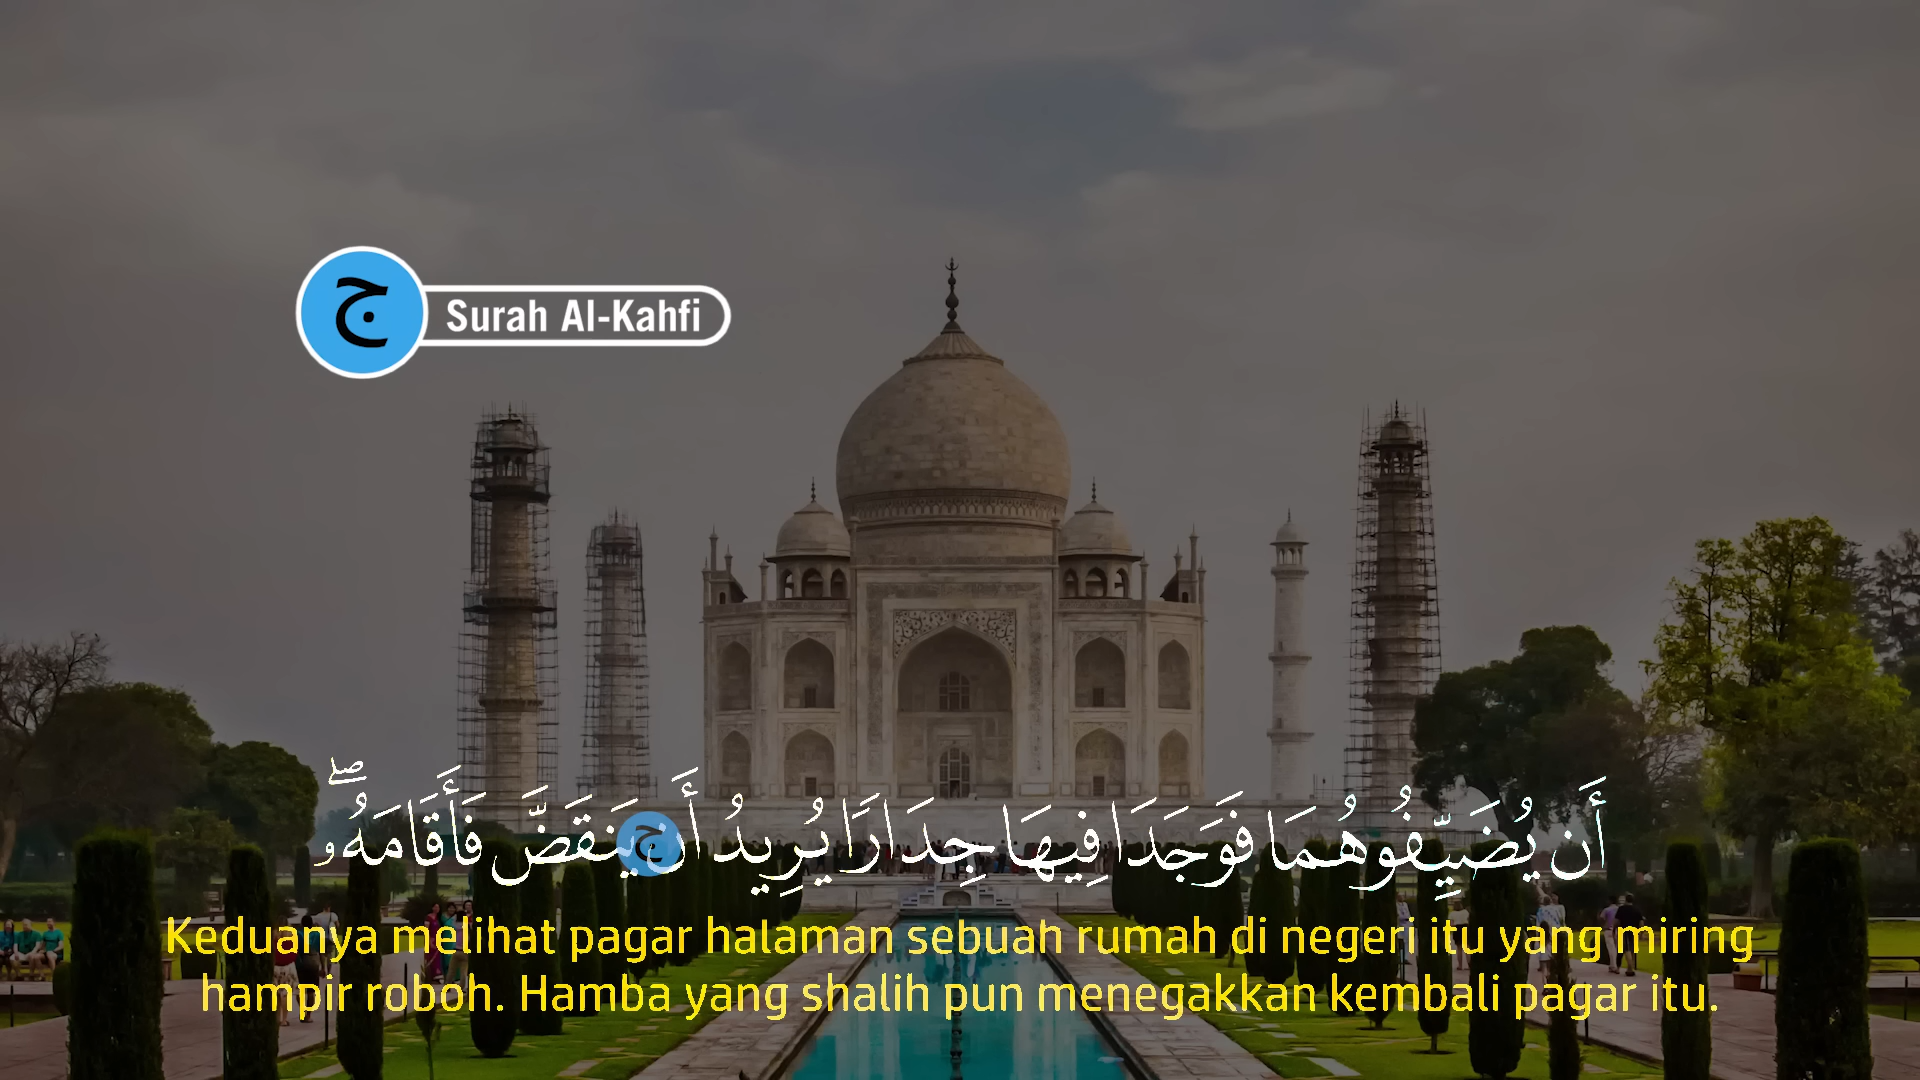 ج
Surah Al-Kahfi
أَن يُضَيِّفُوهُمَا فَوَجَدَا فِيهَا جِدَارًا يُرِيدُ أَن يَنقَضَّ فَأَقَامَهُۥ ۖ
ج
Keduanya melihat pagar halaman sebuah rumah di negeri itu yang miring
hampir roboh. Hamba yang shalih pun menegakkan kembali pagar itu.